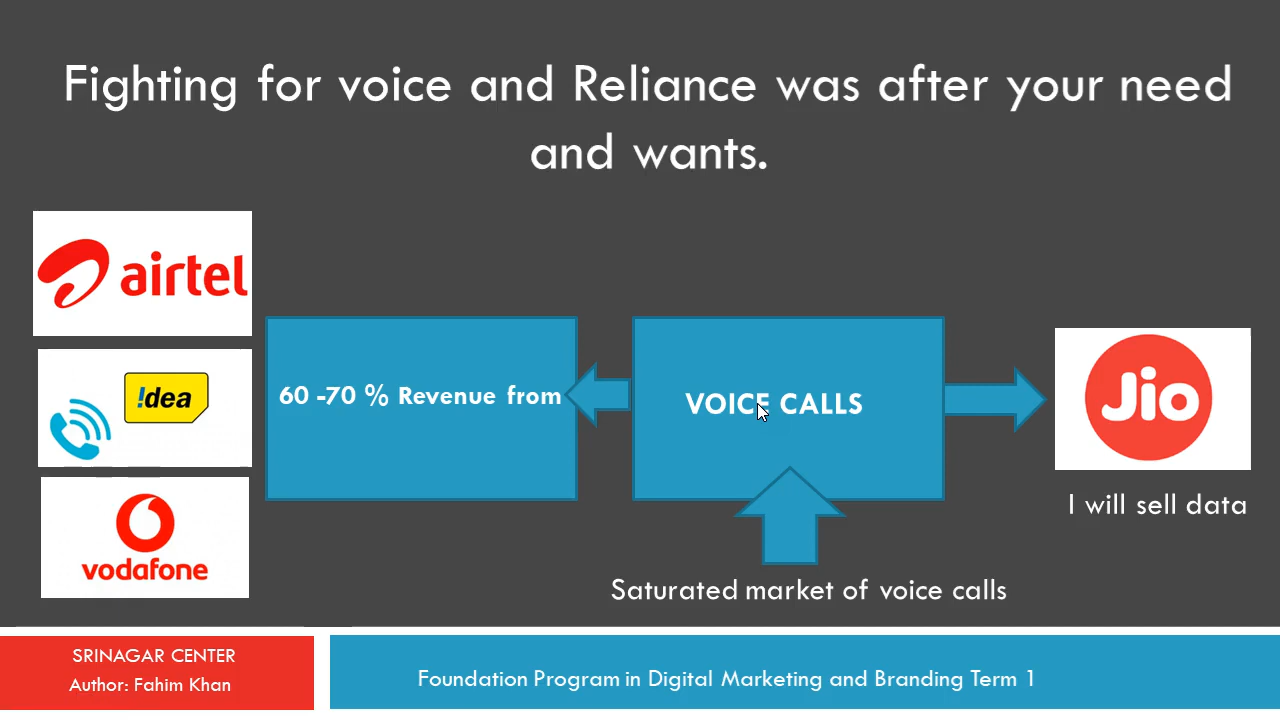 Fighting for voice and Reliance was after your need
and wants.
airtel
!dea
vodafone
60 -70 % Revenue from
VOICE CALLS
Jio
I will sell data
Saturated market of voice calls
SRINAGAR CENTER
Author: Fahim Khan
Foundation Program in Digital Marketing and Branding Term 1